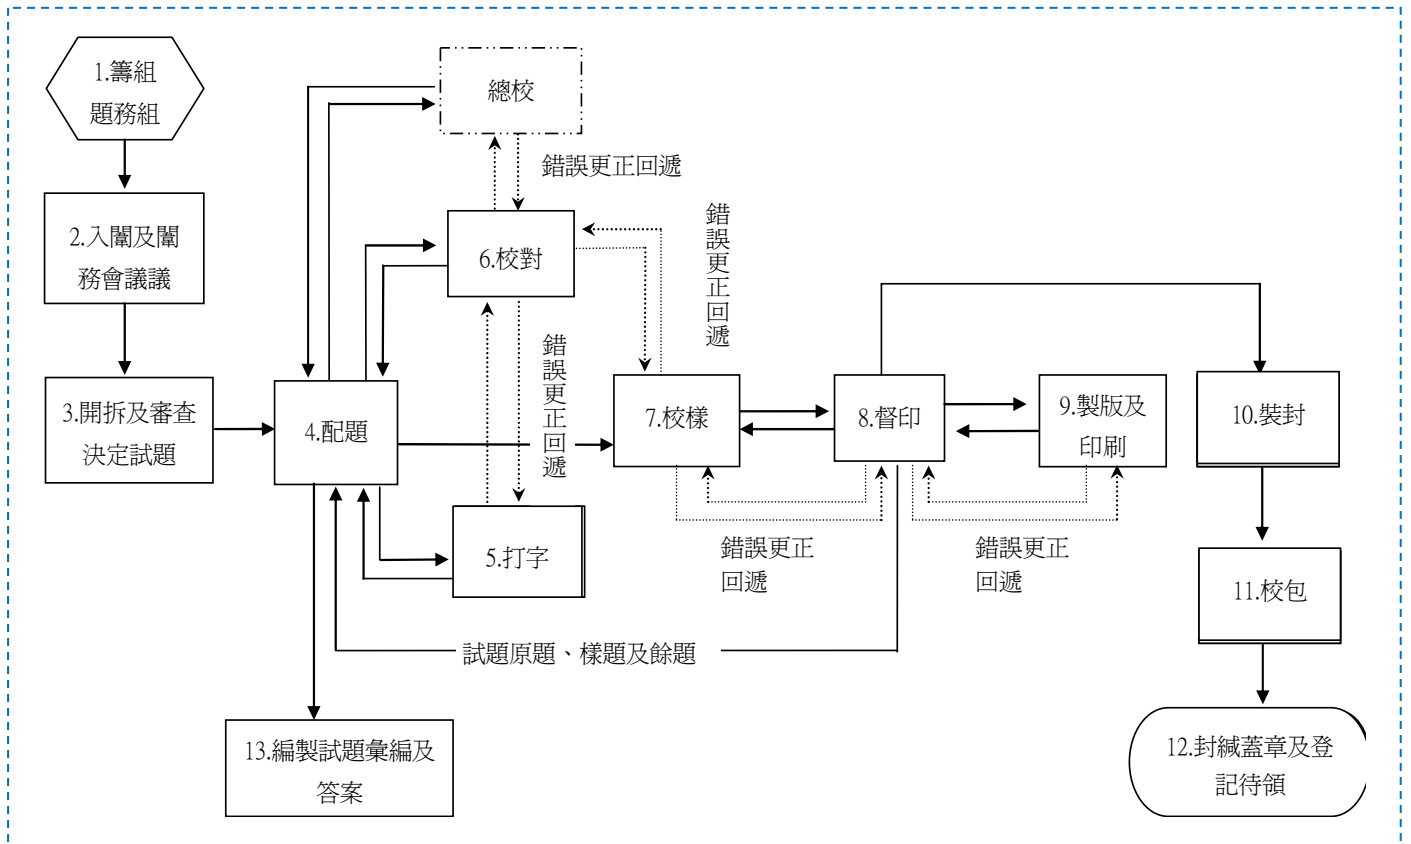 1.籌組
題務組
總校
錯誤更正回遞
2.入闈及闈
務會議議
6.校對
錯誤更正回遞
錯誤更正回遞
3.開拆及審查
決定試題
4.配題
7.校樣
8.督印
9.製版及
印刷
10.裝封
5.打字
錯誤更正
回遞
錯誤更正
回遞
11.校包
試題原題、樣題及餘題
13.編製試題彙編及
答案
12.封緘蓋章及登
記待領